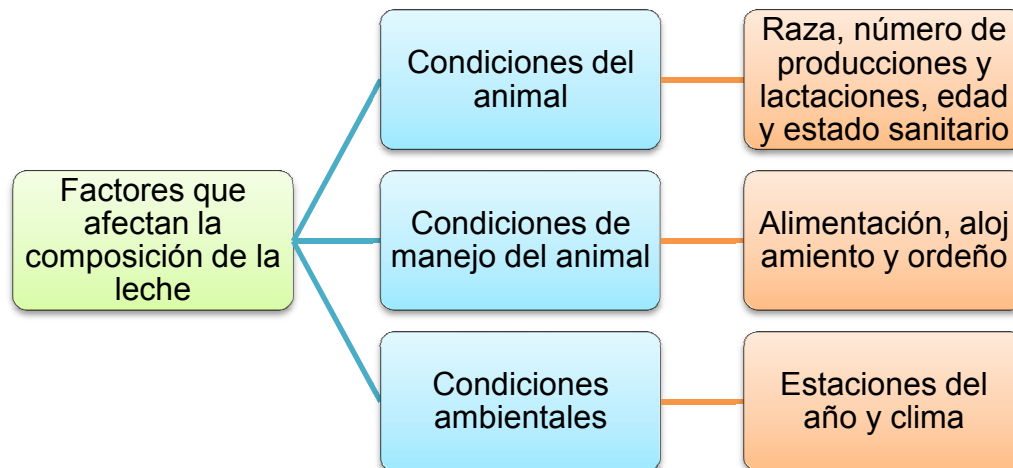 Factores que
afectan la
composición de la
leche
Condiciones del
animal
Raza, número de
producciones y
lactaciones, edad
y estado sanitario
Condiciones de
manejo del animal
Alimentación, aloj
amiento y ordeño
Condiciones
ambientales
Estaciones del
año y clima